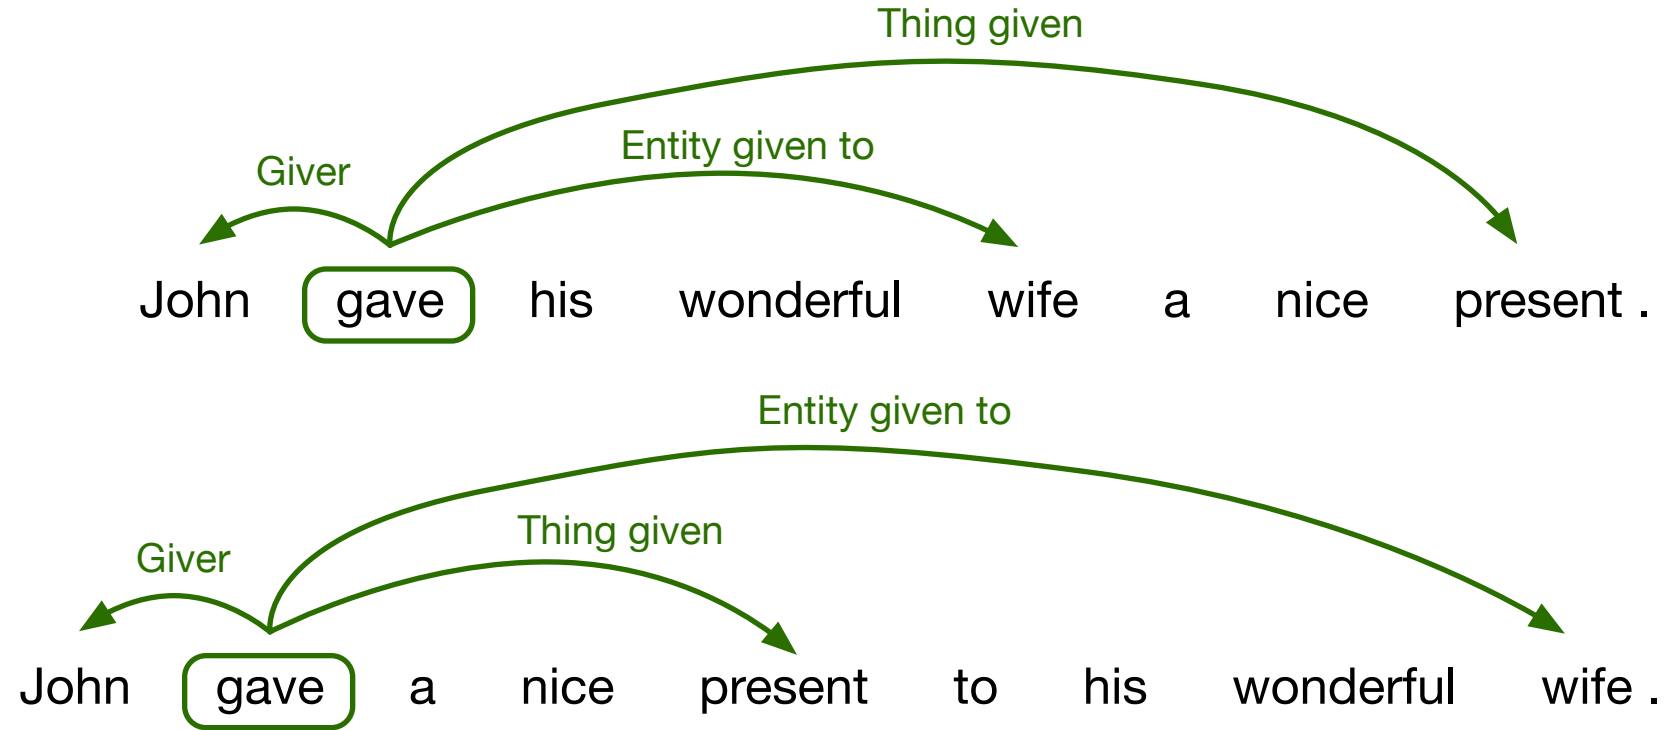 Thing given
Entity given to
Giver
John gave his wonderful wife a nice present .
Entity given to
Thing given
Giver
John gave a nice present to his wonderful wife .